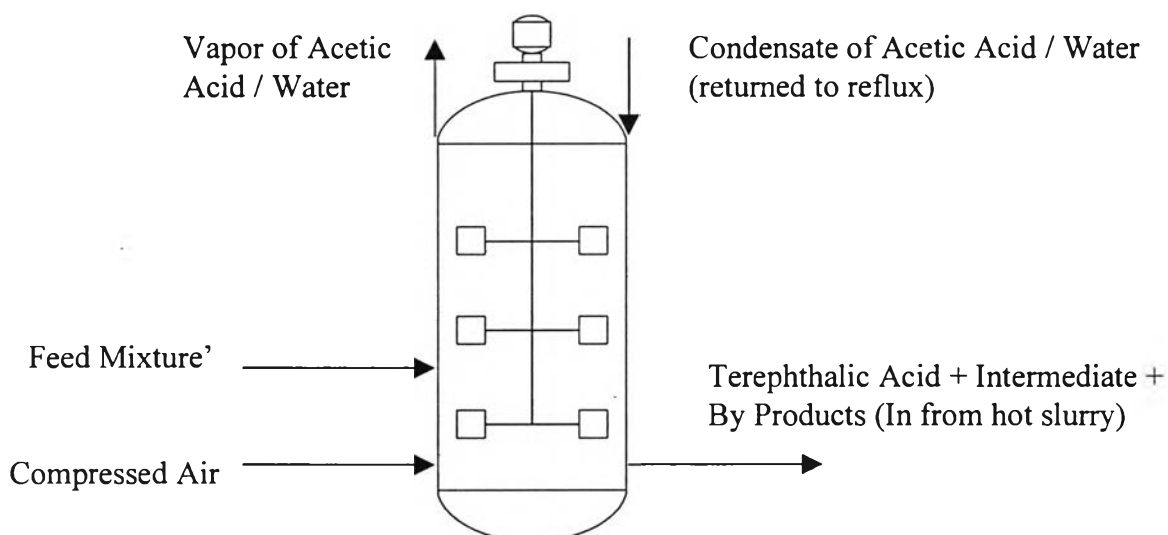 Vapor of Acetic
Acid / Water
Condensate of Acetic Acid / Water
(returned to reflux)
Feed Mixture’
Terephthalic Acid + Intermediate +
By Products (In from hot slurry)
Compressed Air